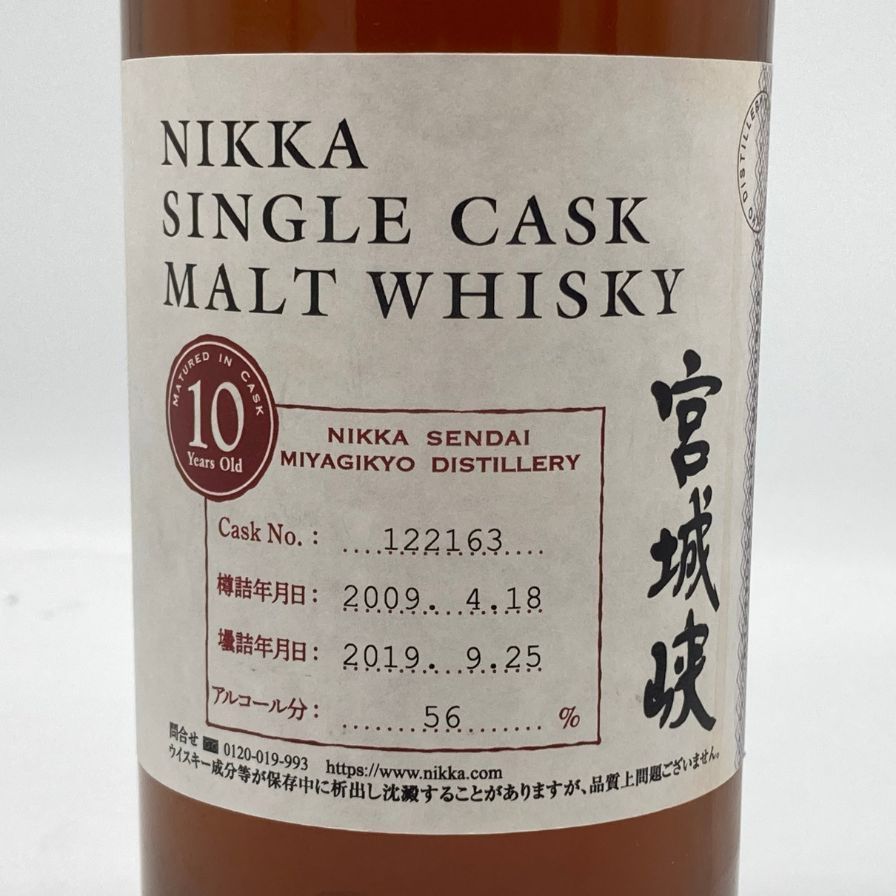 NIKKA
SINGLE CASK
MALT WHISKY
MATURED IN CASK
10
Years Old
NIKKA SENDAI
MIYAGIKYO DISTILLERY
Cask No.: 122163
樽詰年月日: 2009. 4.18
壜詰年月日: 2019. 9.25
アルコール分: 56 %
宮城峡
問合せ ☎ 0120-019-993 https://www.nikka.com
ウイスキー成分等が保存中に析出し沈澱することがありますが、品質上問題ございません。
DISTILLERY